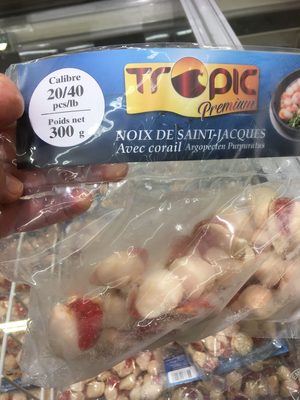 Calibre
20/40
pcs/lb
Poids net
300 g
TROPIC
Premium
NOIX DE SAINT-JACQUES
Avec corail Argopecten Purpuratus